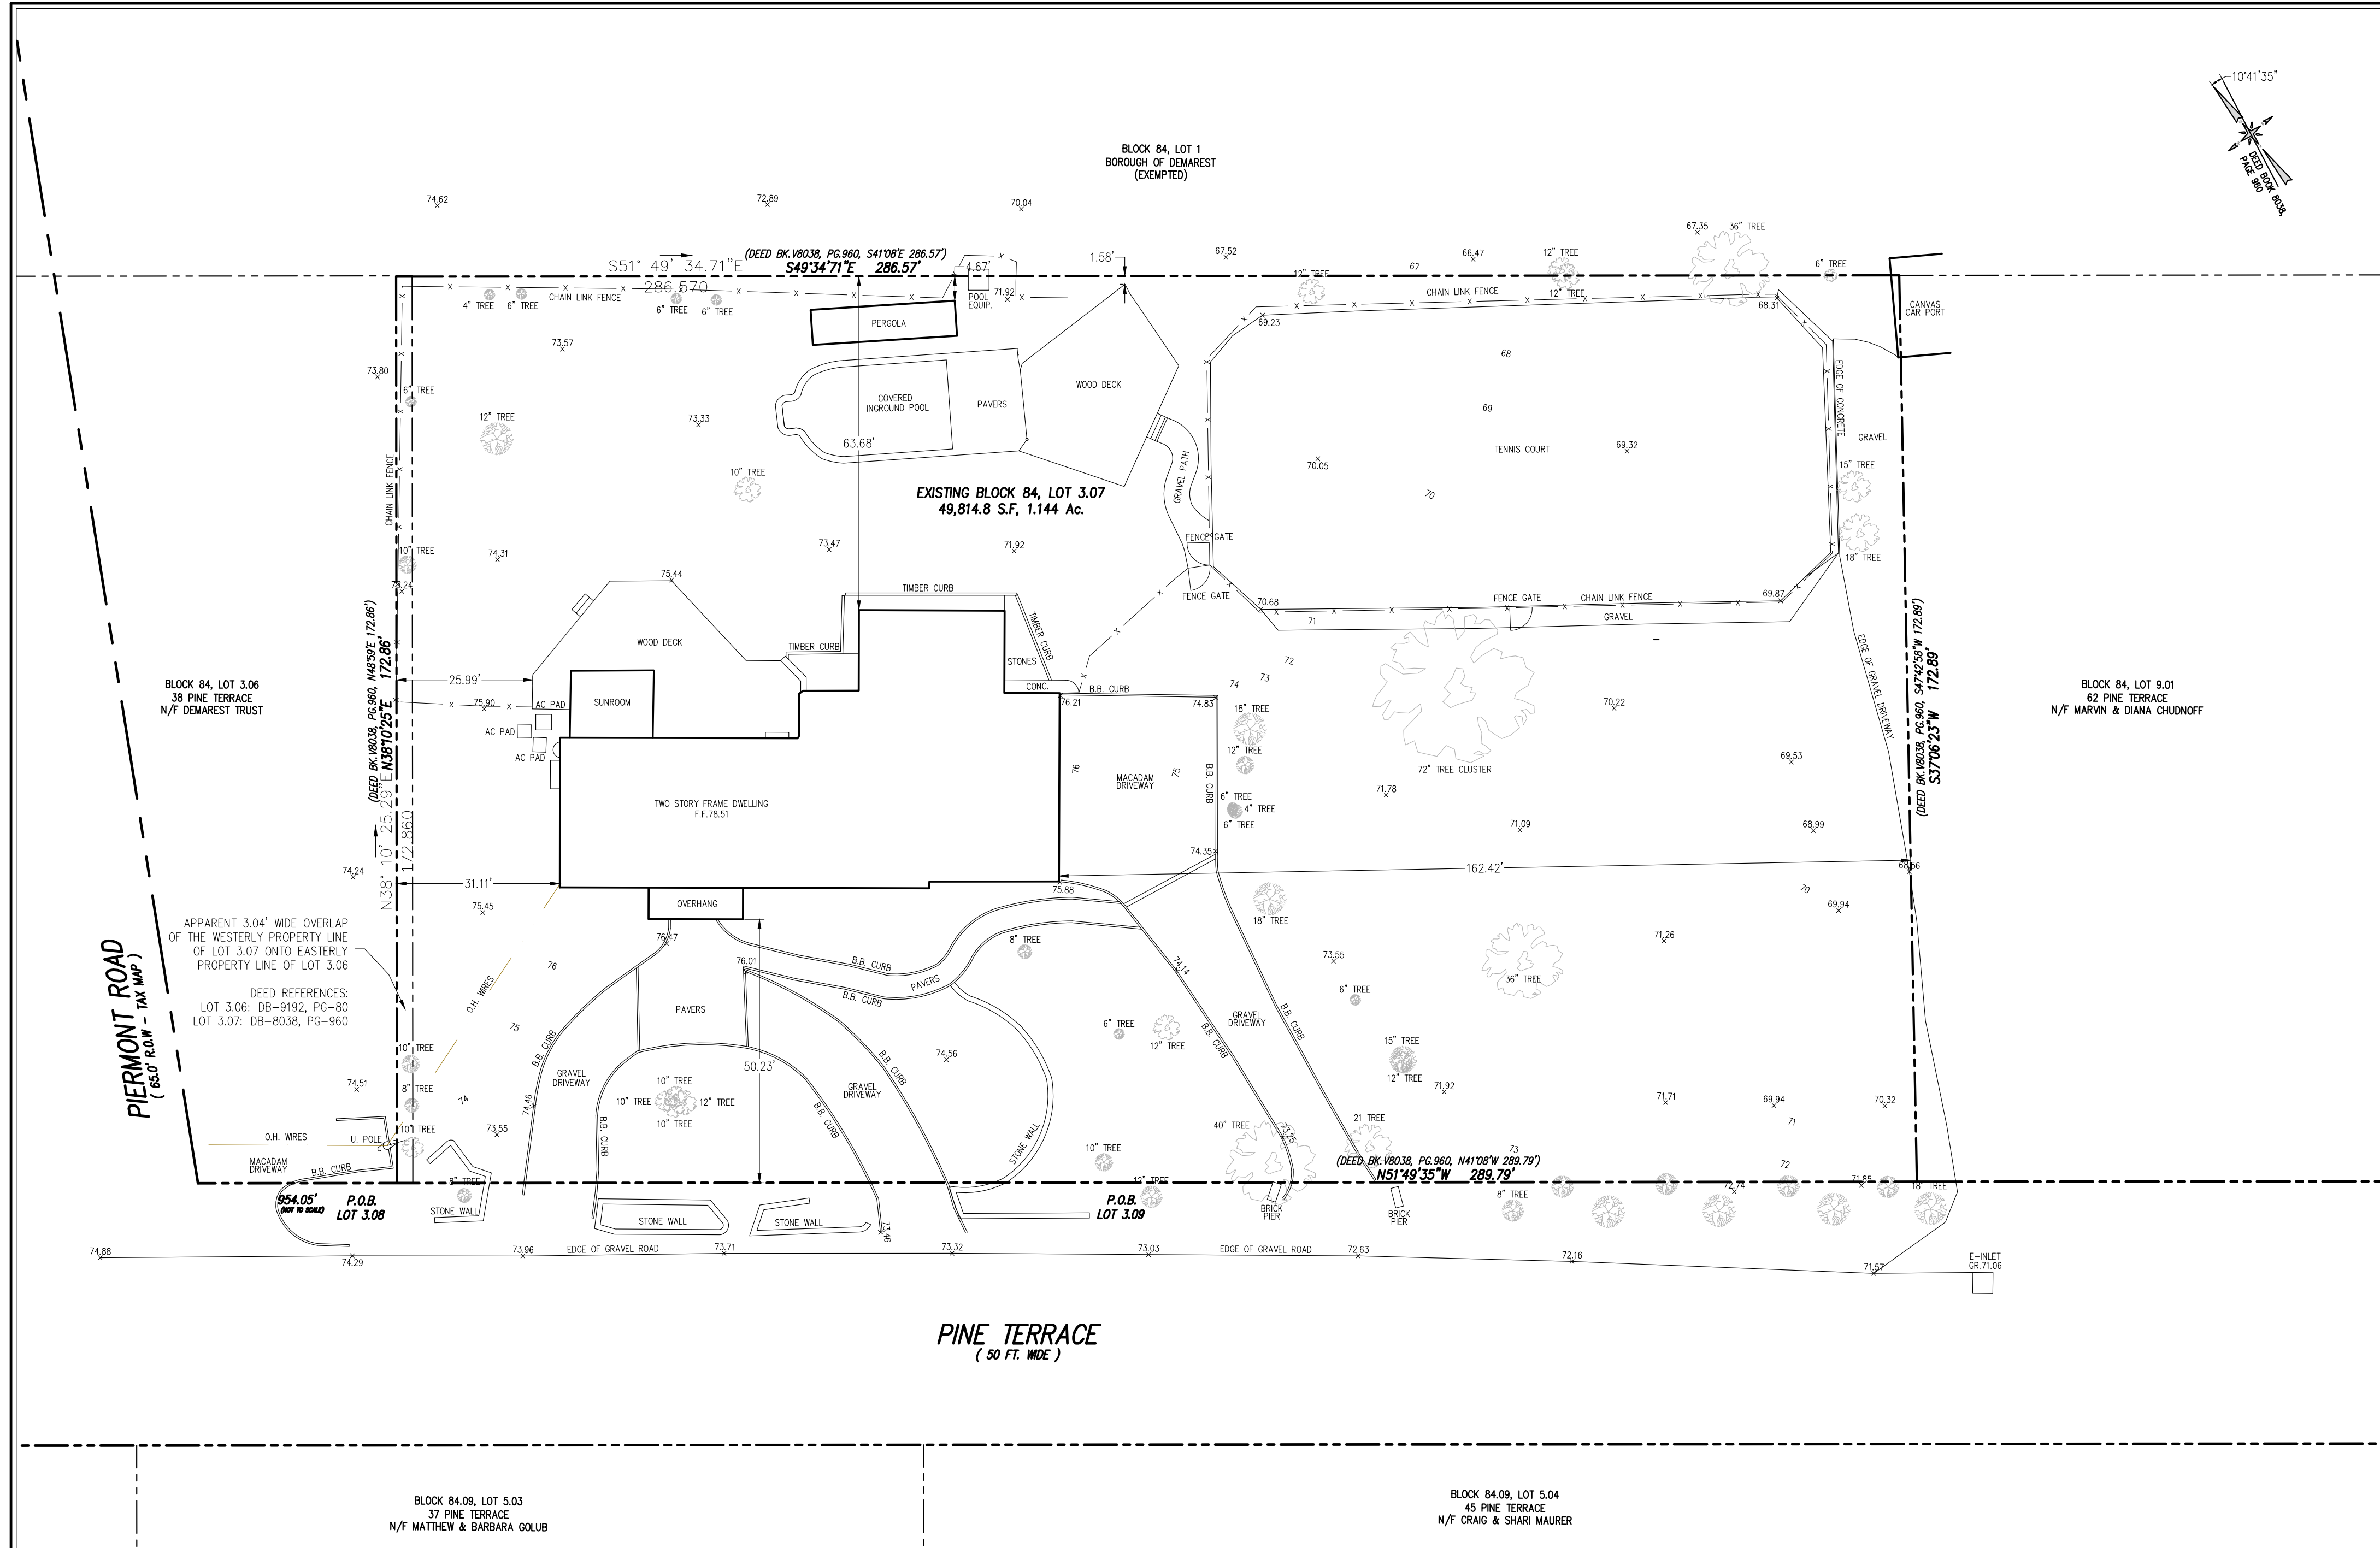 10°41'35"
DEED BOOK 8038,
PAGE 960
BLOCK 84, LOT 1
BOROUGH OF DEMAREST
(EXEMPTED)
74.62
72.89
70.04
67.52
67
66.47
12" TREE
67.35
36" TREE
6" TREE
(DEED BK.V8038, PG.960, S41°08'E 286.57')
S49°34'71"E 286.57'
S51° 49' 34.71"E
286.570
4.67'
1.58'
12" TREE
12" TREE
CHAIN LINK FENCE
4" TREE
6" TREE
6" TREE
6" TREE
POOL
EQUIP.
71.92
CHAIN LINK FENCE
68.31
CANVAS
CAR PORT
PERGOLA
69.23
73.57
68
73.80
6" TREE
WOOD DECK
COVERED
INGROUND POOL
PAVERS
69
EDGE OF CONCRETE
12" TREE
73.33
63.68'
TENNIS COURT
69.32
GRAVEL
70.05
15" TREE
10" TREE
CHAIN LINK FENCE
GRAVEL PATH
EXISTING BLOCK 84, LOT 3.07
49,814.8 S.F, 1.144 Ac.
70
FENCE GATE
10" TREE
74.31
73.47
71.92
18" TREE
75.44
TIMBER CURB
FENCE GATE
70.68
FENCE GATE
CHAIN LINK FENCE
69.87
GRAVEL
71
TIMBER CURB
WOOD DECK
TIMBER CURB
STONES
72
73
74
EDGE OF GRAVEL DRIVEWAY
(DEED BK.V8038, PG.960, N48°59'E 172.86')
N38°10'25"E 172.86'
N38° 10' 25.29"E
172.860
(DEED BK.V8038, PG.960, S47°42'58"W 172.89')
S37°06'23"W 172.89'
BLOCK 84, LOT 3.06
38 PINE TERRACE
N/F DEMAREST TRUST
BLOCK 84, LOT 9.01
62 PINE TERRACE
N/F MARVIN & DIANA CHUDNOFF
25.99'
CONC.
B.B. CURB
75.90
AC PAD
SUNROOM
76.21
74.83
70.22
18" TREE
AC PAD
AC PAD
12" TREE
69.53
72" TREE CLUSTER
76
MACADAM
DRIVEWAY
75
B.B. CURB
TWO STORY FRAME DWELLING
F.F.78.51
6" TREE
4" TREE
6" TREE
71.78
71.09
68.99
74.35
74.24
31.11'
162.42'
75.88
OVERHANG
75.45
18" TREE
70
69.94
APPARENT 3.04' WIDE OVERLAP
OF THE WESTERLY PROPERTY LINE
OF LOT 3.07 ONTO EASTERLY
PROPERTY LINE OF LOT 3.06
DEED REFERENCES:
LOT 3.06: DB-9192, PG-80
LOT 3.07: DB-8038, PG-960
PIERMONT ROAD
( 65.0' R.O.W - TAX MAP )
76.47
8" TREE
71.26
76
76.01
B.B. CURB
74.14
73.55
36" TREE
O.H. WIRES
B.B. CURB
PAVERS
6" TREE
75
PAVERS
GRAVEL
DRIVEWAY
B.B. CURB
B.B. CURB
6" TREE
12" TREE
10" TREE
B.B. CURB
15" TREE
12" TREE
74.56
50.23'
B.B. CURB
74.51
8" TREE
GRAVEL
DRIVEWAY
10" TREE
10" TREE
12" TREE
10" TREE
GRAVEL
DRIVEWAY
71.92
74
74.46
71.71
69.94
70.32
73.55
B.B. CURB
B.B. CURB
21 TREE
40" TREE
73.25
71
O.H. WIRES
U. POLE
10" TREE
STONE WALL
10" TREE
73
(DEED BK.V8038, PG.960, N41°08'W 289.79')
N51°49'35"W 289.79'
72
MACADAM
DRIVEWAY
B.B. CURB
8" TREE
12" TREE
72.74
71.85
18" TREE
954.05'
(NOT TO SCALE)
P.O.B.
LOT 3.08
STONE WALL
STONE WALL
STONE WALL
P.O.B.
LOT 3.09
BRICK
PIER
BRICK
PIER
8" TREE
73.46
74.88
74.29
73.96
EDGE OF GRAVEL ROAD
73.71
73.32
73.03
EDGE OF GRAVEL ROAD
72.63
72.16
71.57
E-INLET
GR.71.06
PINE TERRACE
( 50 FT. WIDE )
BLOCK 84.09, LOT 5.03
37 PINE TERRACE
N/F MATTHEW & BARBARA GOLUB
BLOCK 84.09, LOT 5.04
45 PINE TERRACE
N/F CRAIG & SHARI MAURER